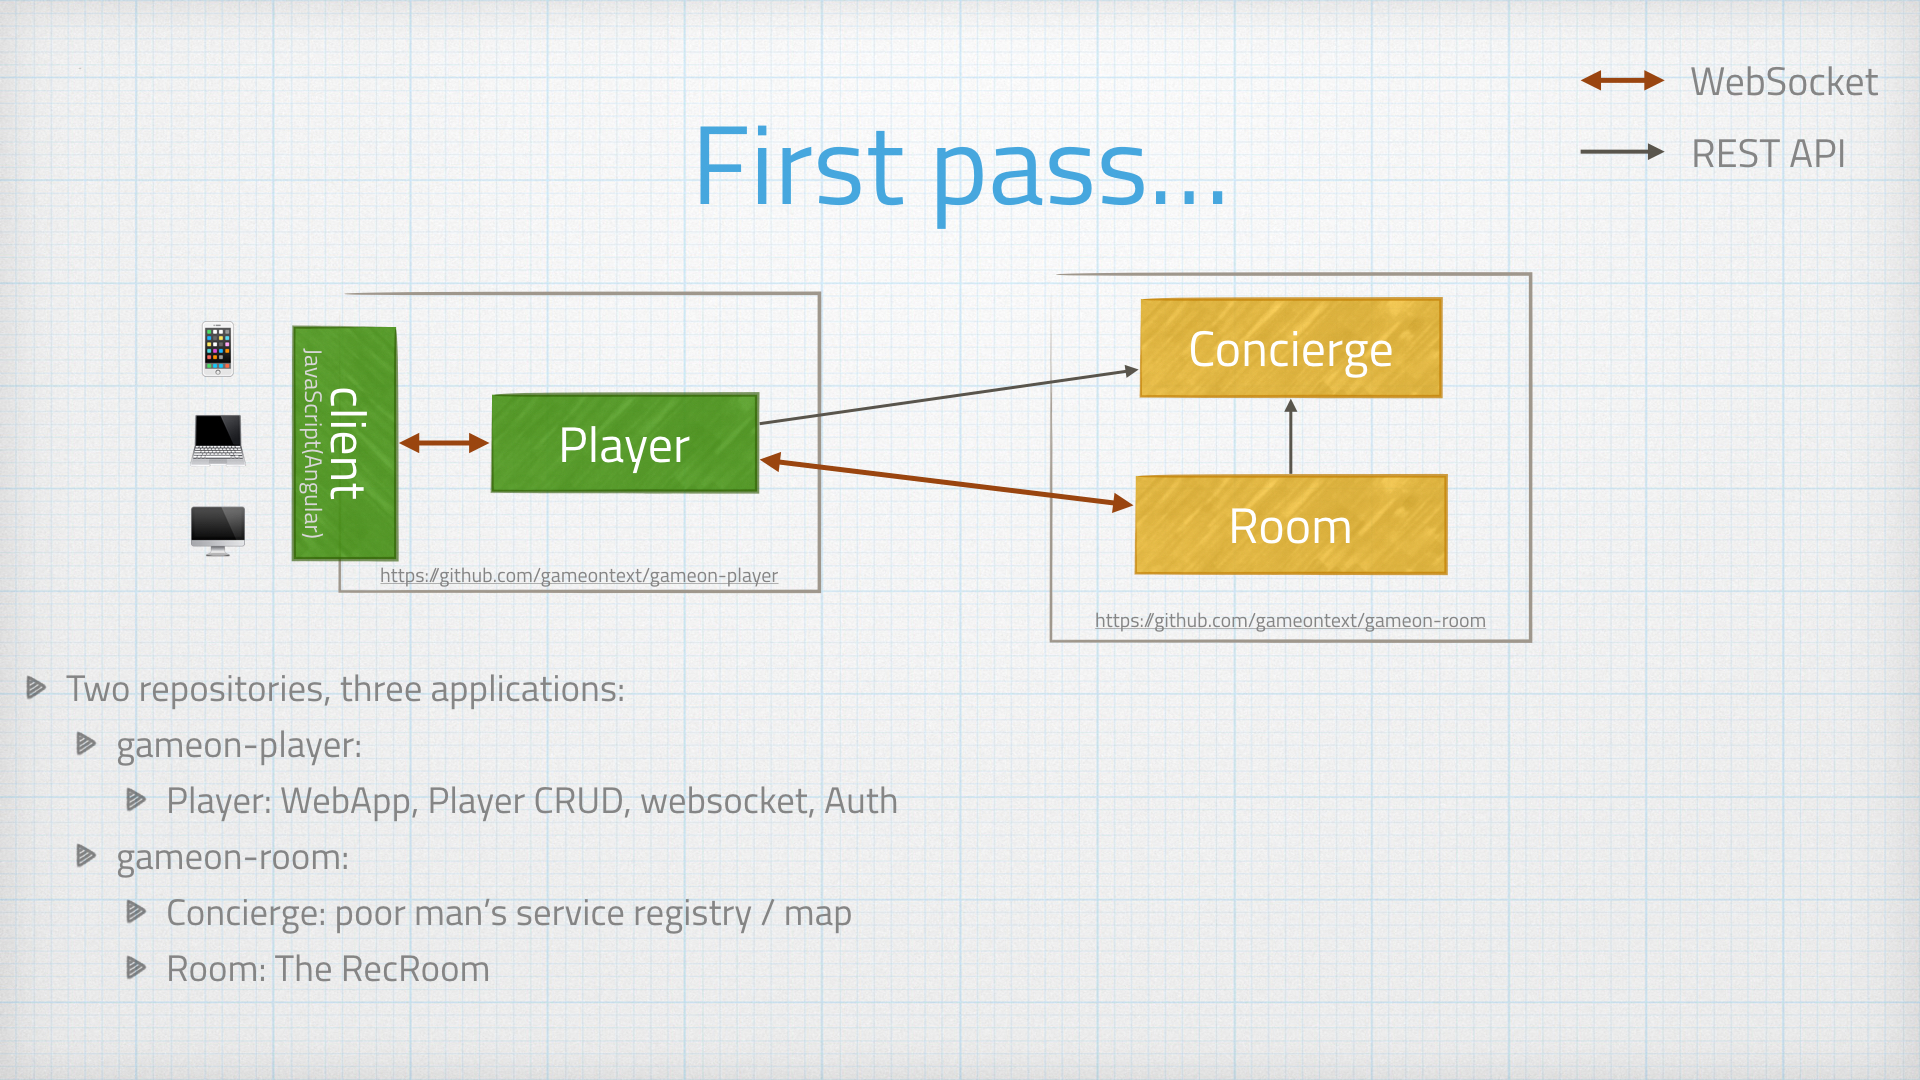 WebSocket
REST API
First pass...
client
JavaScript(Angular)
Player
https://github.com/gameontext/gameon-player
Concierge
Room
https://github.com/gameontext/gameon-room
Two repositories, three applications:
gameon-player:
Player: WebApp, Player CRUD, websocket, Auth
gameon-room:
Concierge: poor man’s service registry / map
Room: The RecRoom